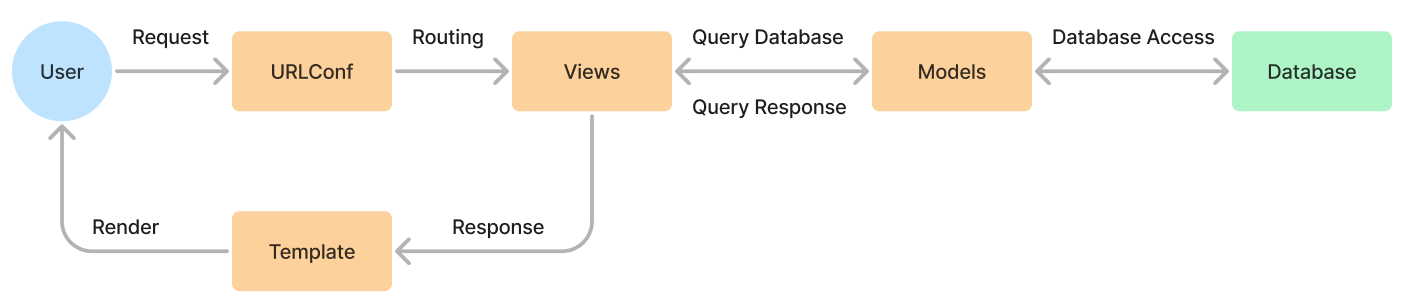 Request
Routing
Query Database
Database Access
User
URLConf
Views
Models
Database
Query Response
Render
Response
Template